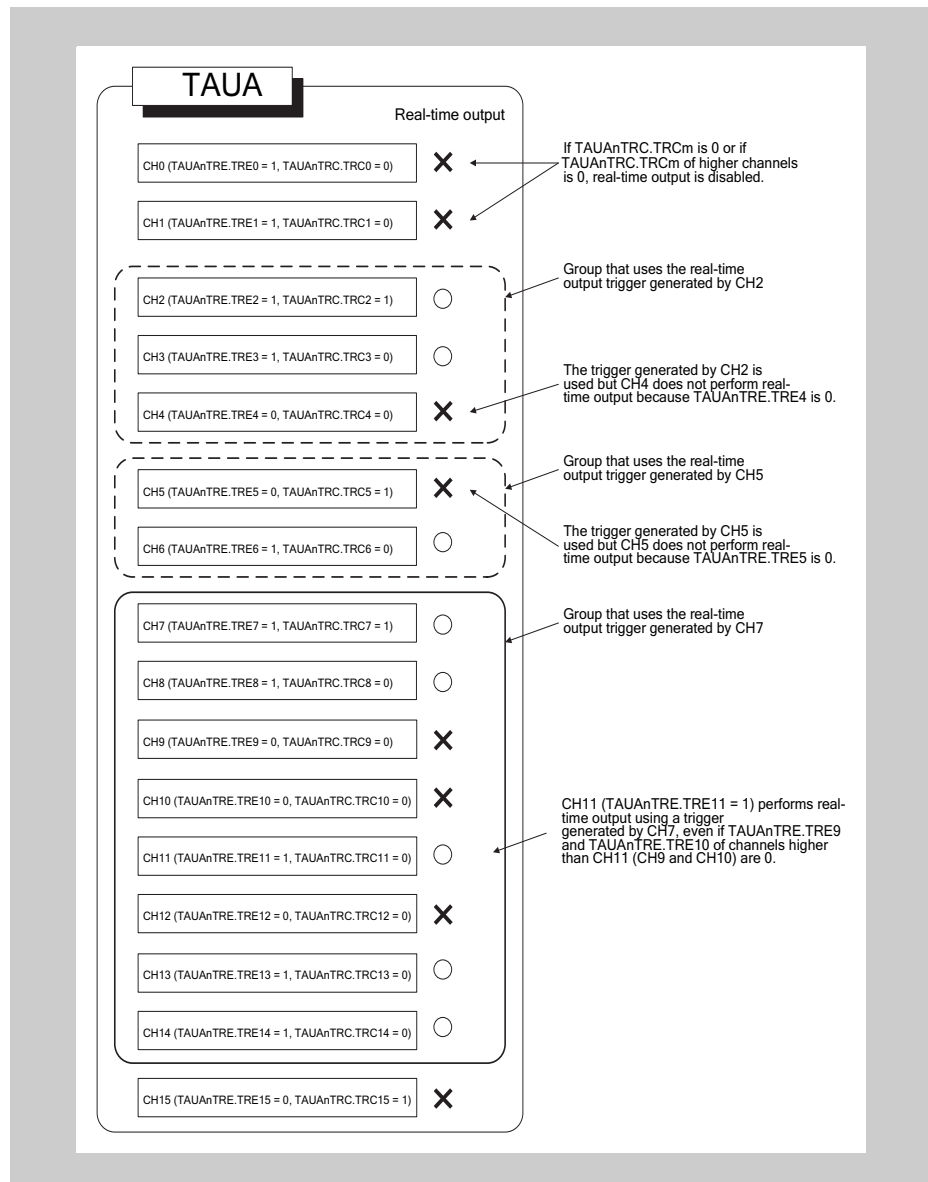 TAUA
Real-time output
CH0 (TAUAnTRE.TRE0 = 1, TAUAnTRC.TRC0 = 0)
If TAUAnTRC.TRCm is 0 or if
TAUAnTRC.TRCm of higher channels
is 0, real-time output is disabled.
CH1 (TAUAnTRE.TRE1 = 1, TAUAnTRC.TRC1 = 0)
Group that uses the real-time
output trigger generated by CH2
CH2 (TAUAnTRE.TRE2 = 1, TAUAnTRC.TRC2 = 1)
CH3 (TAUAnTRE.TRE3 = 1, TAUAnTRC.TRC3 = 0)
The trigger generated by CH2 is
used but CH4 does not perform real-
time output because TAUAnTRE.TRE4 is 0.
CH4 (TAUAnTRE.TRE4 = 0, TAUAnTRC.TRC4 = 0)
Group that uses the real-time
output trigger generated by CH5
CH5 (TAUAnTRE.TRE5 = 0, TAUAnTRC.TRC5 = 1)
The trigger generated by CH5 is
used but CH5 does not perform real-
time output because TAUAnTRE.TRE5 is 0.
CH6 (TAUAnTRE.TRE6 = 1, TAUAnTRC.TRC6 = 0)
Group that uses the real-time
output trigger generated by CH7
CH7 (TAUAnTRE.TRE7 = 1, TAUAnTRC.TRC7 = 1)
CH8 (TAUAnTRE.TRE8 = 1, TAUAnTRC.TRC8 = 0)
CH9 (TAUAnTRE.TRE9 = 0, TAUAnTRC.TRC9 = 0)
CH10 (TAUAnTRE.TRE10 = 0, TAUAnTRC.TRC10 = 0)
CH11 (TAUAnTRE.TRE11 = 1) performs real-
time output using a trigger
generated by CH7, even if TAUAnTRE.TRE9
and TAUAnTRE.TRE10 of channels higher
than CH11 (CH9 and CH10) are 0.
CH11 (TAUAnTRE.TRE11 = 1, TAUAnTRC.TRC11 = 0)
CH12 (TAUAnTRE.TRE12 = 0, TAUAnTRC.TRC12 = 0)
CH13 (TAUAnTRE.TRE13 = 1, TAUAnTRC.TRC13 = 0)
CH14 (TAUAnTRE.TRE14 = 1, TAUAnTRC.TRC14 = 0)
CH15 (TAUAnTRE.TRE15 = 0, TAUAnTRC.TRC15 = 1)